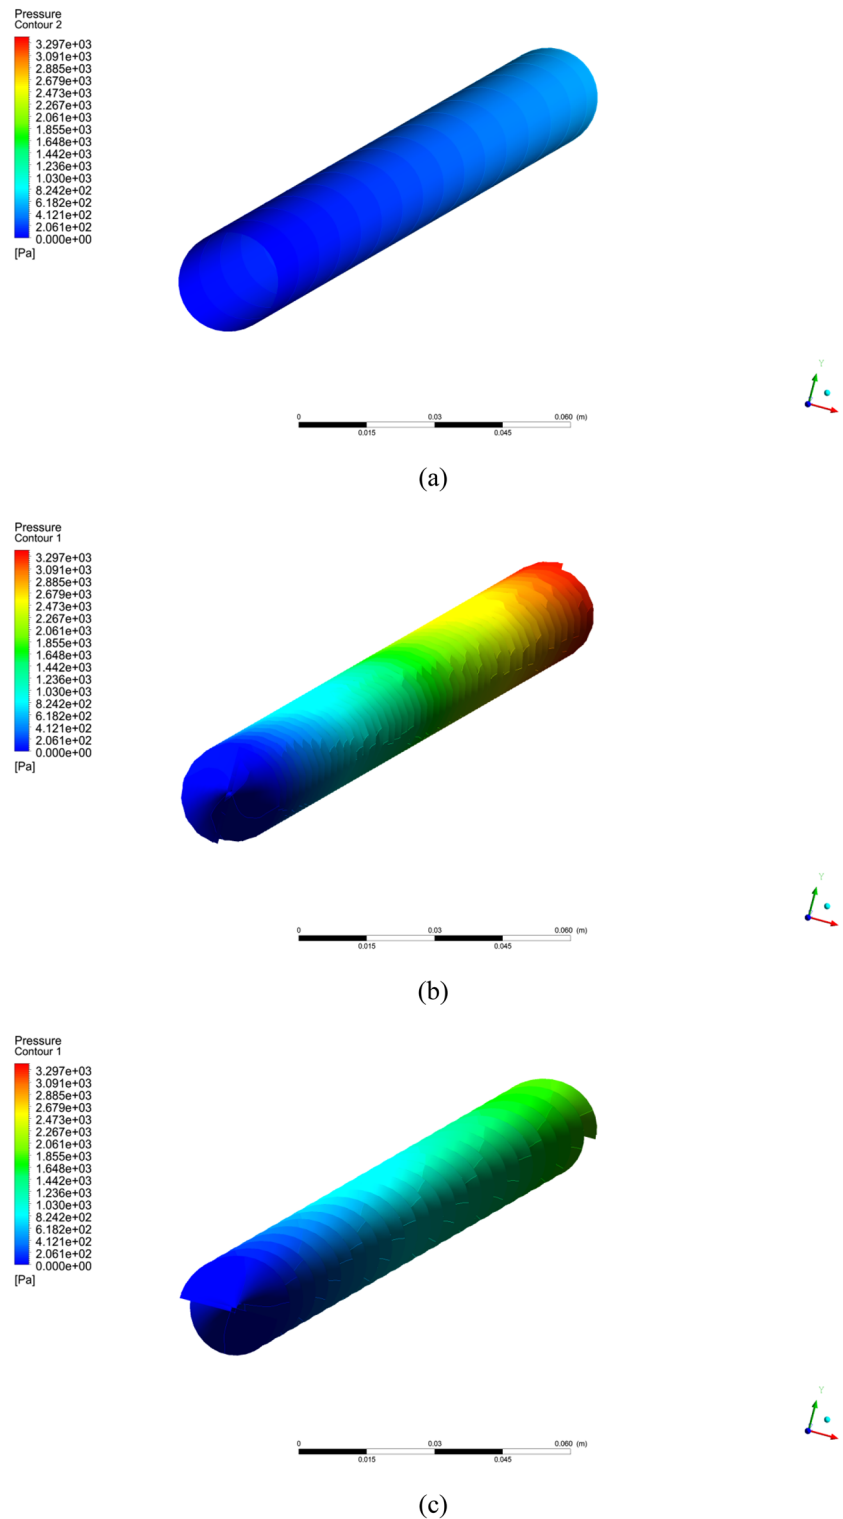 Pressure
Contour 2
3.297e+03
3.091e+03
2.885e+03
2.679e+03
2.473e+03
2.267e+03
2.061e+03
1.855e+03
1.648e+03
1.442e+03
1.236e+03
1.030e+03
8.242e+02
6.182e+02
4.121e+02
2.061e+02
0.000e+00
[Pa]
Y
0 0.03 0.060 (m)
0.015 0.045
(a)
Pressure
Contour 1
3.297e+03
3.091e+03
2.885e+03
2.679e+03
2.473e+03
2.267e+03
2.061e+03
1.855e+03
1.648e+03
1.442e+03
1.236e+03
1.030e+03
8.242e+02
6.182e+02
4.121e+02
2.061e+02
0.000e+00
[Pa]
Y
0 0.03 0.060 (m)
0.015 0.045
(b)
Pressure
Contour 1
3.297e+03
3.091e+03
2.885e+03
2.679e+03
2.473e+03
2.267e+03
2.061e+03
1.855e+03
1.648e+03
1.442e+03
1.236e+03
1.030e+03
8.242e+02
6.182e+02
4.121e+02
2.061e+02
0.000e+00
[Pa]
Y
0 0.03 0.060 (m)
0.015 0.045
(c)